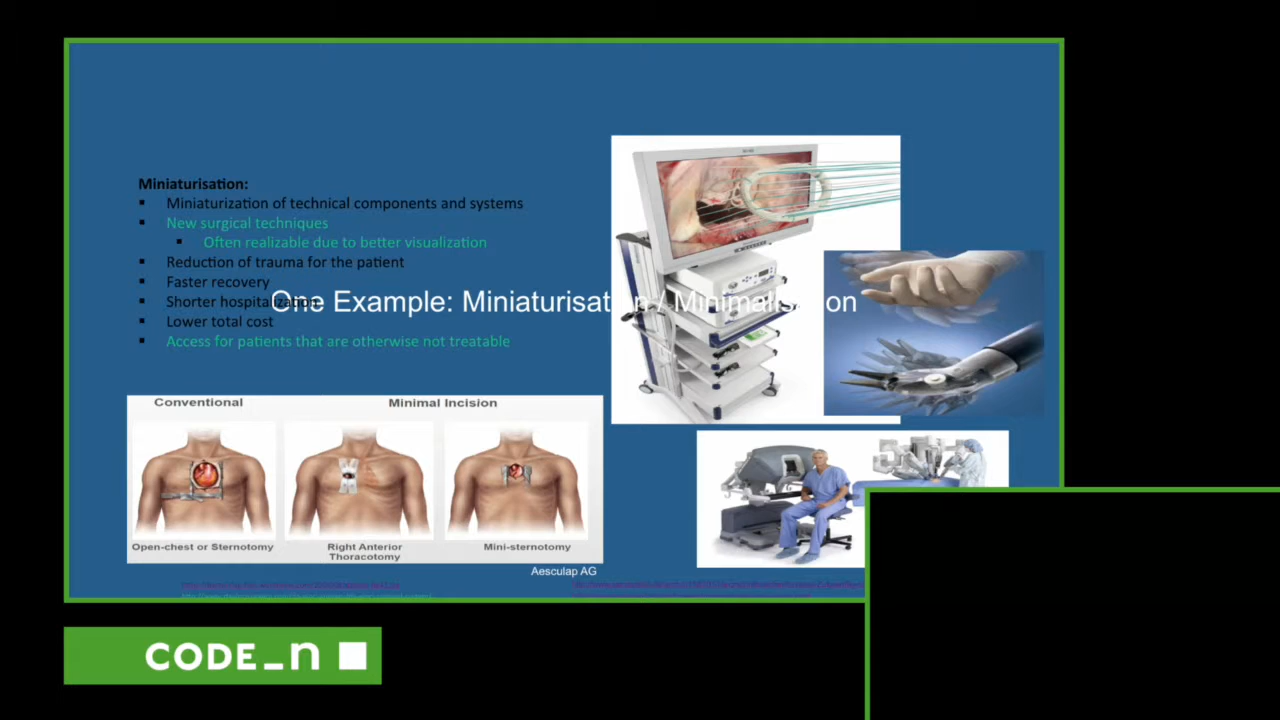 Miniaturisation:
▪ Miniaturization of technical components and systems
▪ New surgical techniques
▪ Often realizable due to better visualization
▪ Reduction of trauma for the patient
▪ Faster recovery
▪ Shorter hospitalization
One Example: Miniaturisation / Minimalisation
▪ Lower total cost
▪ Access for patients that are otherwise not treatable
Conventional Minimal Incision
Open-chest or Sternotomy
Right Anterior
Thoracotomy
Mini-sternotomy
Aesculap AG
CODE_n